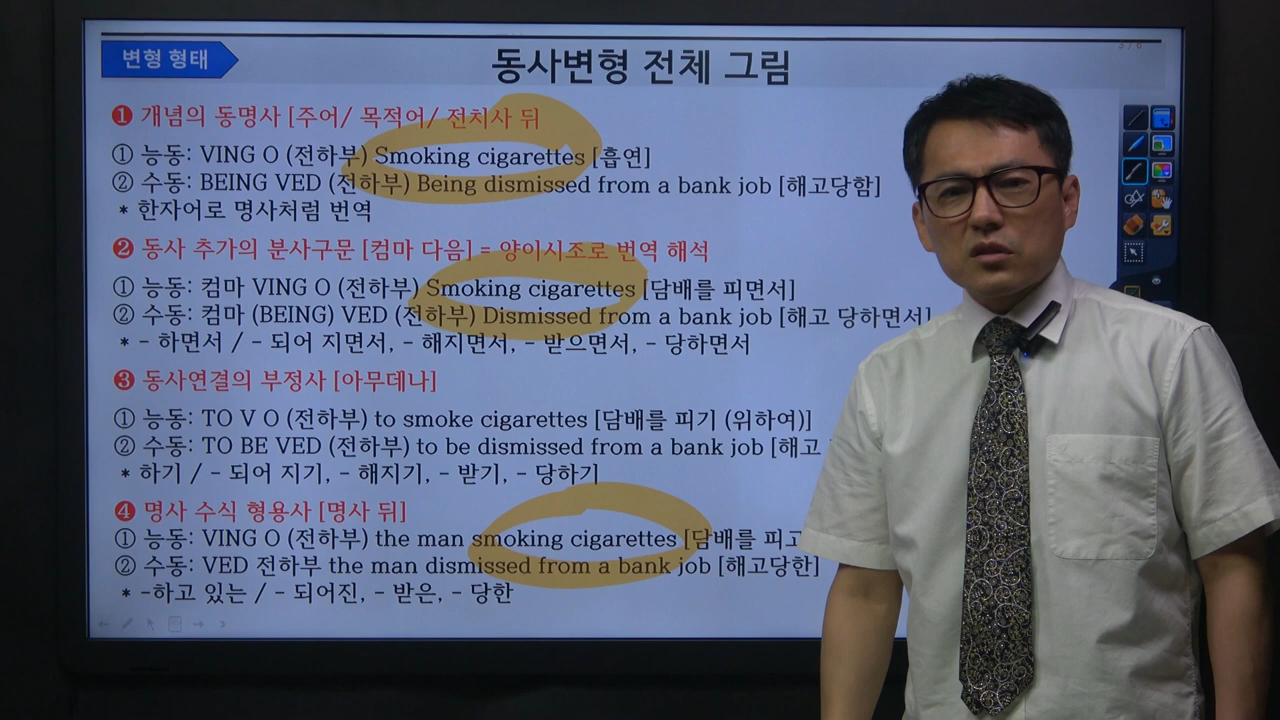 변형 형태
동사변형 전체 그림
❶ 개념의 동명사 [주어/ 목적어/ 전치사 뒤
① 능동: VING O (전하부) Smoking cigarettes [흡연]
② 수동: BEING VED (전하부) Being dismissed from a bank job [해고당함]
* 한자어로 명사처럼 번역
❷ 동사 추가의 분사구문 [컴마 다음] = 양이시조로 번역 해석
① 능동: 컴마 VING O (전하부) Smoking cigarettes [담배를 피면서]
② 수동: 컴마 (BEING) VED (전하부) Dismissed from a bank job [해고 당하면서]
* - 하면서 / - 되어 지면서, - 해지면서, - 받으면서, - 당하면서
❸ 동사연결의 부정사 [아무데나]
① 능동: TO V O (전하부) to smoke cigarettes [담배를 피기 (위하여)]
② 수동: TO BE VED (전하부) to be dismissed from a bank job [해고
* 하기 / - 되어 지기, - 해지기, - 받기, - 당하기
❹ 명사 수식 형용사 [명사 뒤]
① 능동: VING O (전하부) the man smoking cigarettes [담배를 피고
② 수동: VED 전하부 the man dismissed from a bank job [해고당한]
* -하고 있는 / - 되어진, - 받은, - 당한